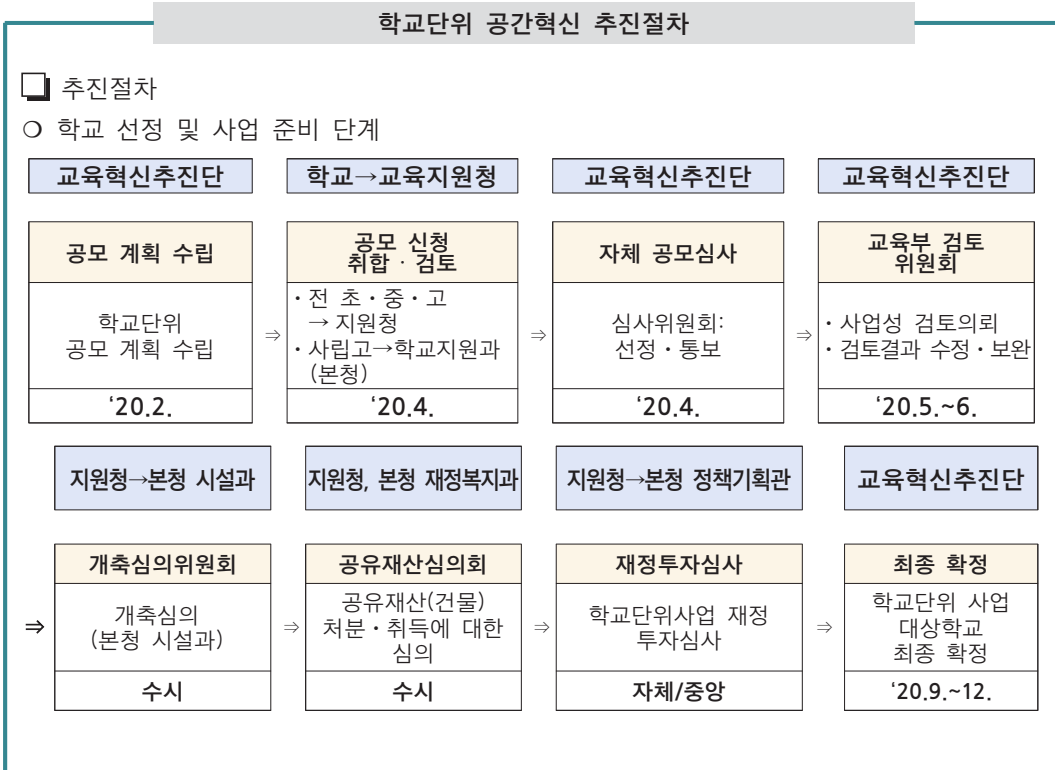 학교단위 공간혁신 추진절차
추진절차
❍ 학교 선정 및 사업 준비 단계
교육혁신추진단
학교→교육지원청
교육혁신추진단
교육혁신추진단
공모 계획 수립
공모 신청
취합‧검토
자체 공모심사
교육부 검토
위원회
학교단위
공모 계획 수립
⇒
・전 초・중・고
→ 지원청
・사립고→학교지원과
(본청)
⇒
심사위원회:
선정・통보
⇒
・사업성 검토의뢰
・검토결과 수정・보완
‘20.2.
‘20.4.
‘20.4.
‘20.5.~6.
지원청→본청 시설과
지원청, 본청 재정복지과
지원청→본청 정책기획관
교육혁신추진단
⇒
개축심의위원회
공유재산심의회
재정투자심사
최종 확정
개축심의
(본청 시설과)
⇒
공유재산(건물)
처분・취득에 대한
심의
⇒
학교단위사업 재정
투자심사
⇒
학교단위 사업
대상학교
최종 확정
수시
수시
자체/중앙
‘20.9.~12.